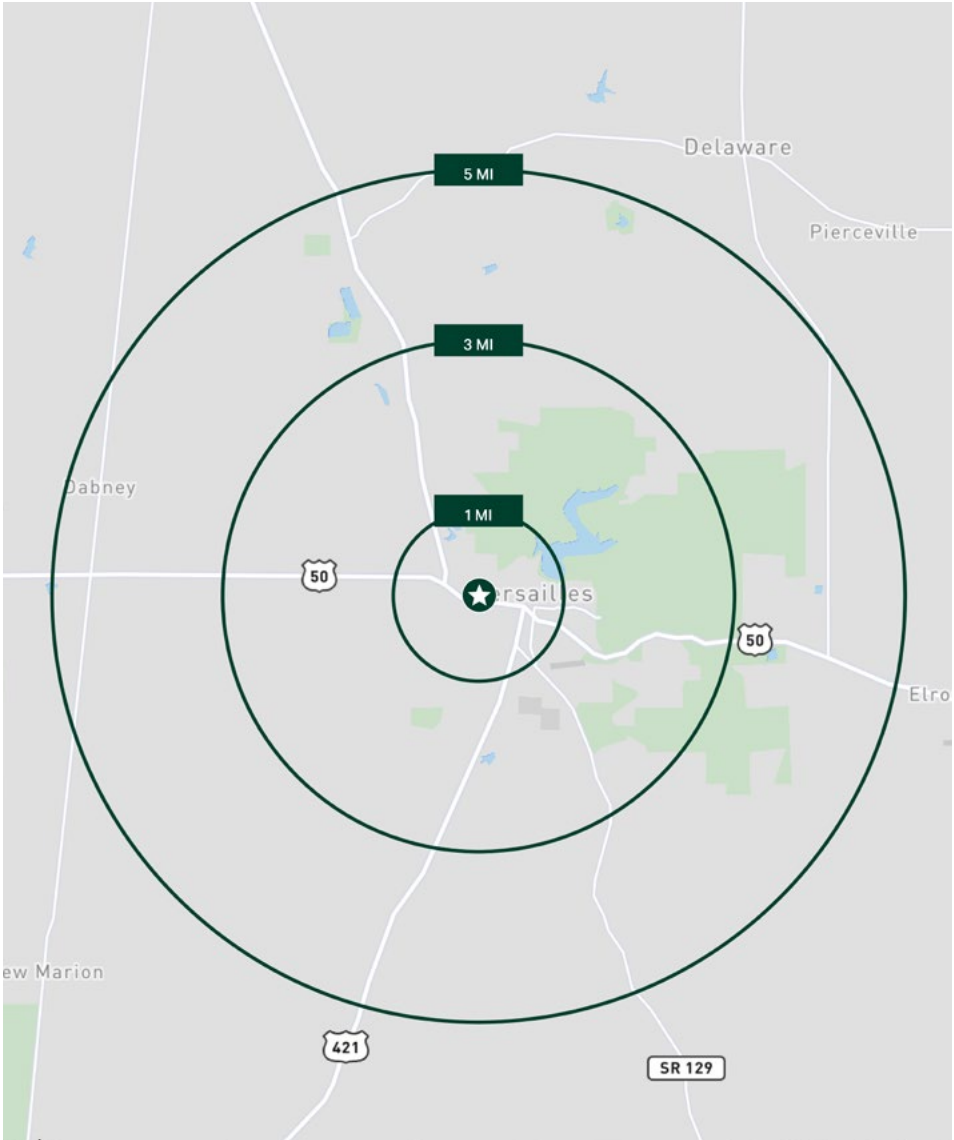 Delaware
5 MI
Pierceville
3 MI
Dabney
1 MI
50
ersailles
50
Elro
ew Marion
421
SR 129